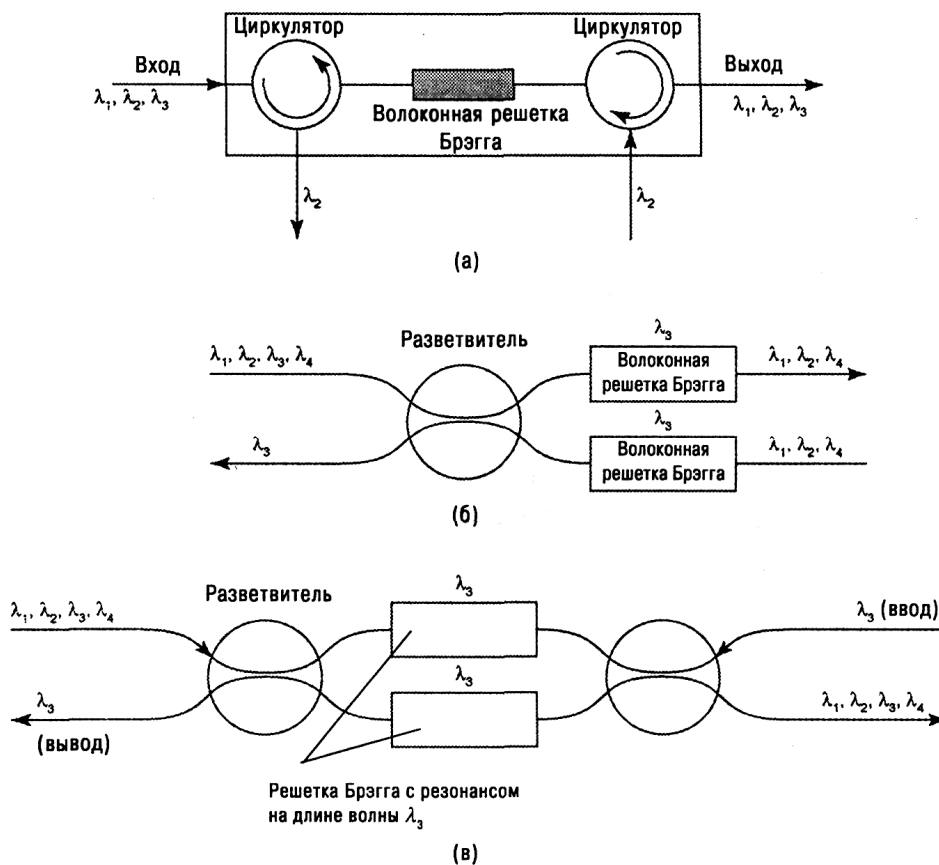 Циркулятор
Циркулятор
Вход
Выход
λ₁, λ₂, λ₃
λ₁, λ₂, λ₃
Волоконная решетка
Брэгга
λ₂
λ₂
(а)
Разветвитель
λ₃
λ₁, λ₂, λ₃, λ₄
Волоконная
решетка Брэгга
λ₁, λ₂, λ₄
λ₃
λ₃
Волоконная
решетка Брэгга
λ₁, λ₂, λ₄
(б)
Разветвитель
λ₃
λ₁, λ₂, λ₃, λ₄
λ₃ (ввод)
λ₃
λ₃
(вывод)
λ₁, λ₂, λ₃, λ₄
Решетка Брэгга с резонансом
на длине волны λ₃
(в)